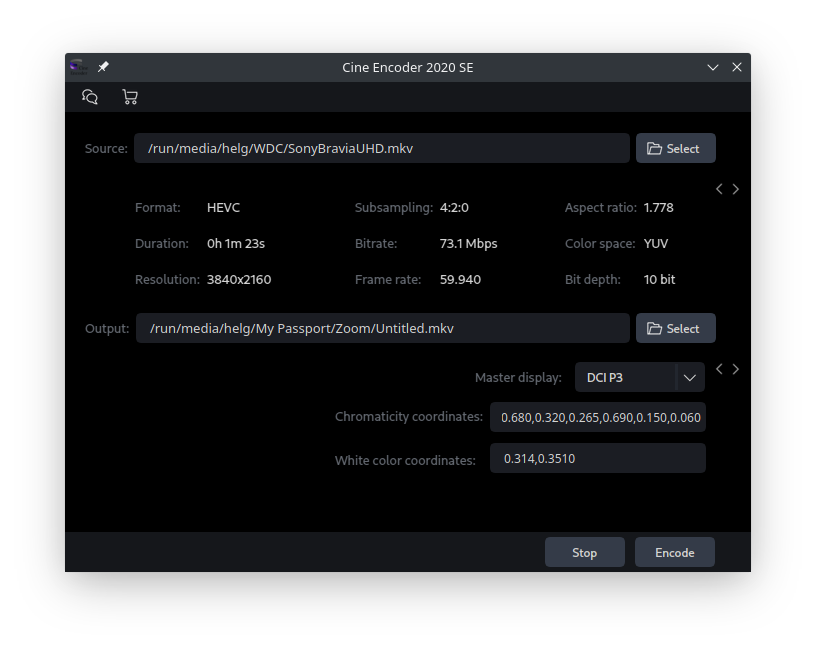 Cine Encoder 2020 SE
Source: /run/media/helg/WDC/SonyBraviaUHD.mkv Select
Format: HEVC Subsampling: 4:2:0 Aspect ratio: 1.778
Duration: 0h 1m 23s Bitrate: 73.1 Mbps Color space: YUV
Resolution: 3840x2160 Frame rate: 59.940 Bit depth: 10 bit
Output: /run/media/helg/My Passport/Zoom/Untitled.mkv Select
Master display: DCI P3
Chromaticity coordinates: 0.680,0.320,0.265,0.690,0.150,0.060
White color coordinates: 0.314,0.3510
Stop Encode